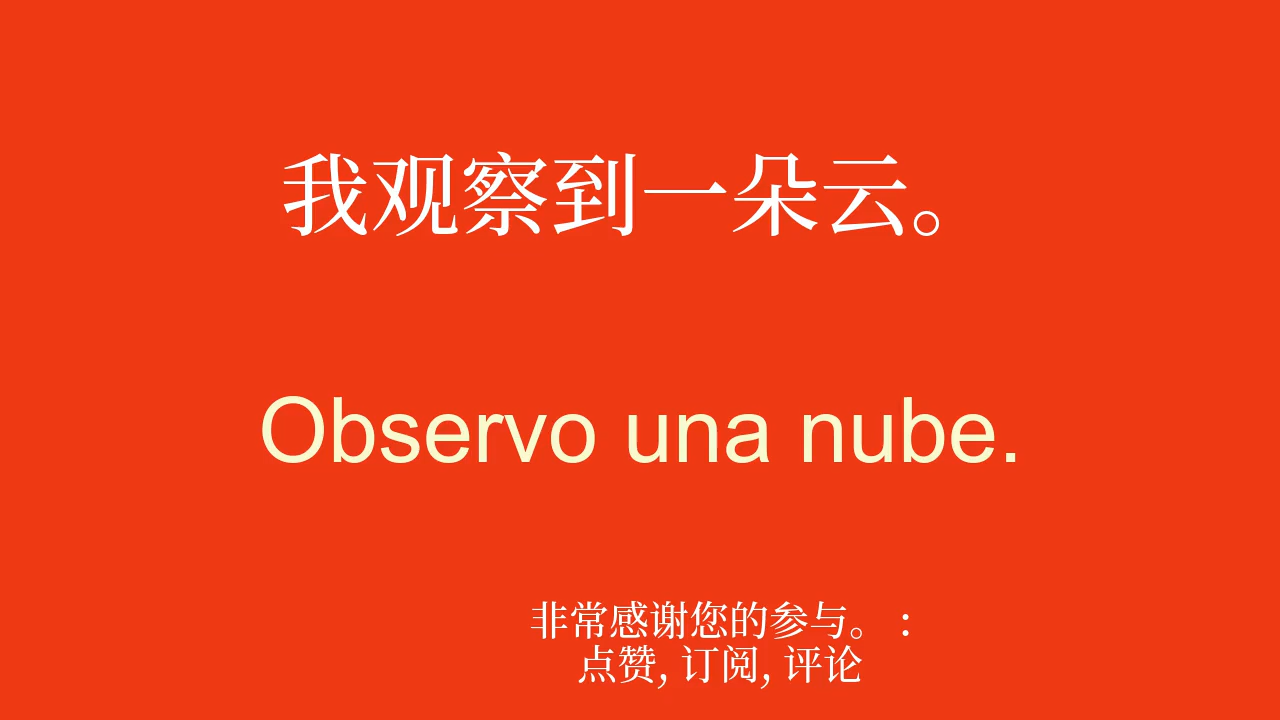 我观察到一朵云。
Observo una nube.
非常感谢您的参与。 :
点赞, 订阅, 评论